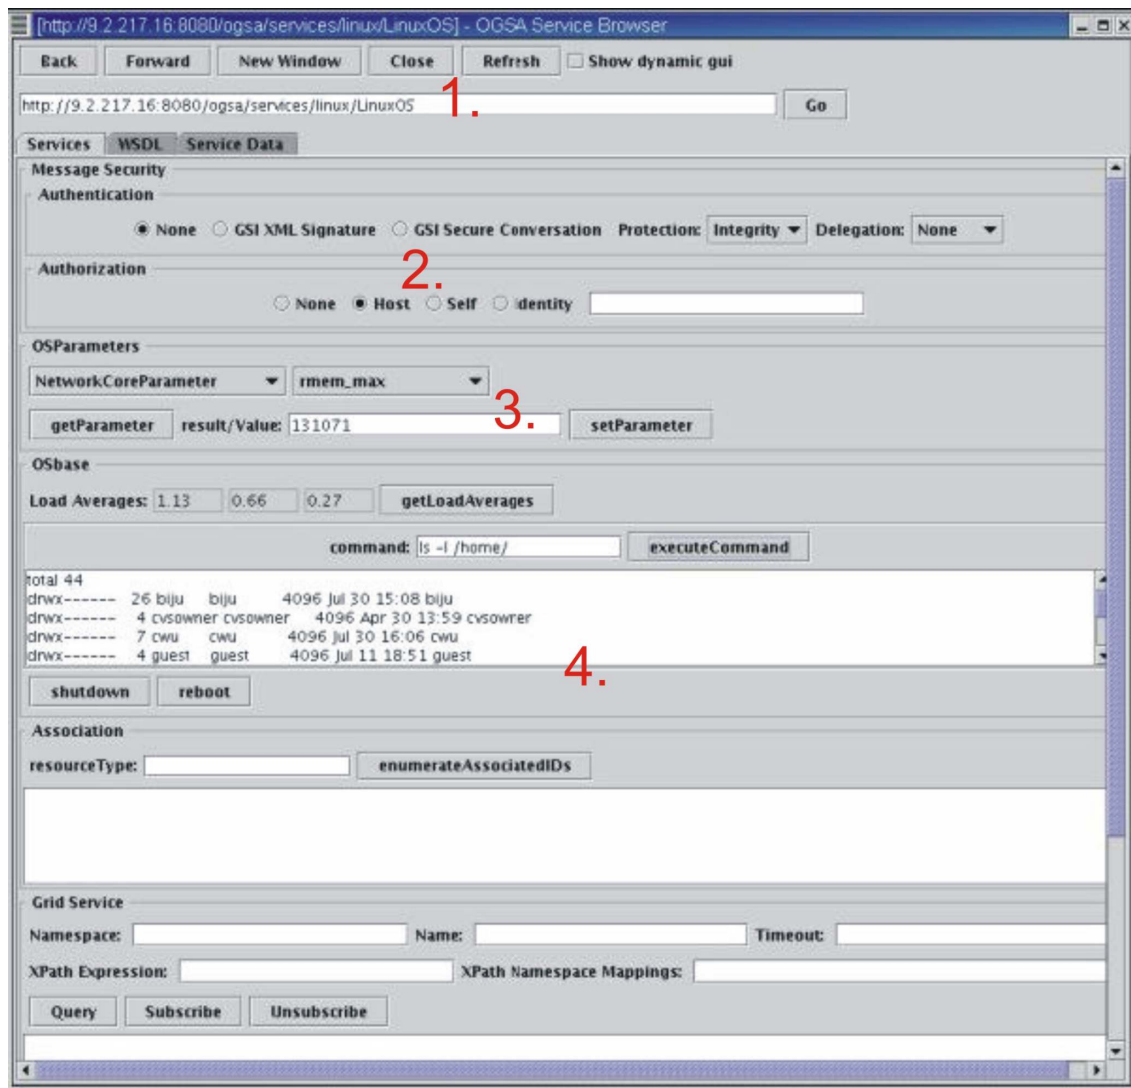 [http://9.2.217.16:8080/ogsa/services/linux/LinuxOS] - OGSA Service Browser
Back Forward New Window Close Refresh Show dynamic gui
1.
http://9.2.217.16:8080/ogsa/services/linux/LinuxOS Go
Services WSDL Service Data
Message Security
Authentication
None GSI XML Signature GSI Secure Conversation Protection: Integrity Delegation: None
Authorization
2.
None Host Self Identity
OSParameters
NetworkCoreParameter rmem_max
3.
getParameter result/Value: 131071 setParameter
OSbase
Load Averages: 1.13 0.66 0.27 getLoadAverages
command: ls -l /home/ executeCommand
total 44
drwx------ 26 biju biju 4096 Jul 30 15:08 biju
drwx------ 4 cvsowner cvsowner 4096 Apr 30 13:59 cvsowner
drwx------ 7 cwu cwu 4096 Jul 30 16:06 cwu
drwx------ 4 guest guest 4096 Jul 11 18:51 guest
4.
shutdown reboot
Association
resourceType: enumerateAssociatedIDs
Grid Service
Namespace: Name: Timeout:
XPath Expression: XPath Namespace Mappings:
Query Subscribe Unsubscribe